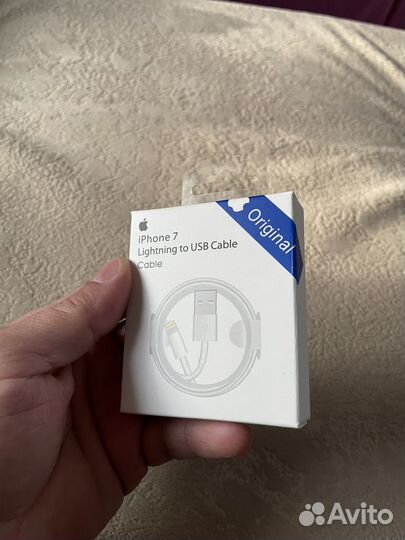 Original
iPhone 7
Lightning to USB Cable
Cable
Avito